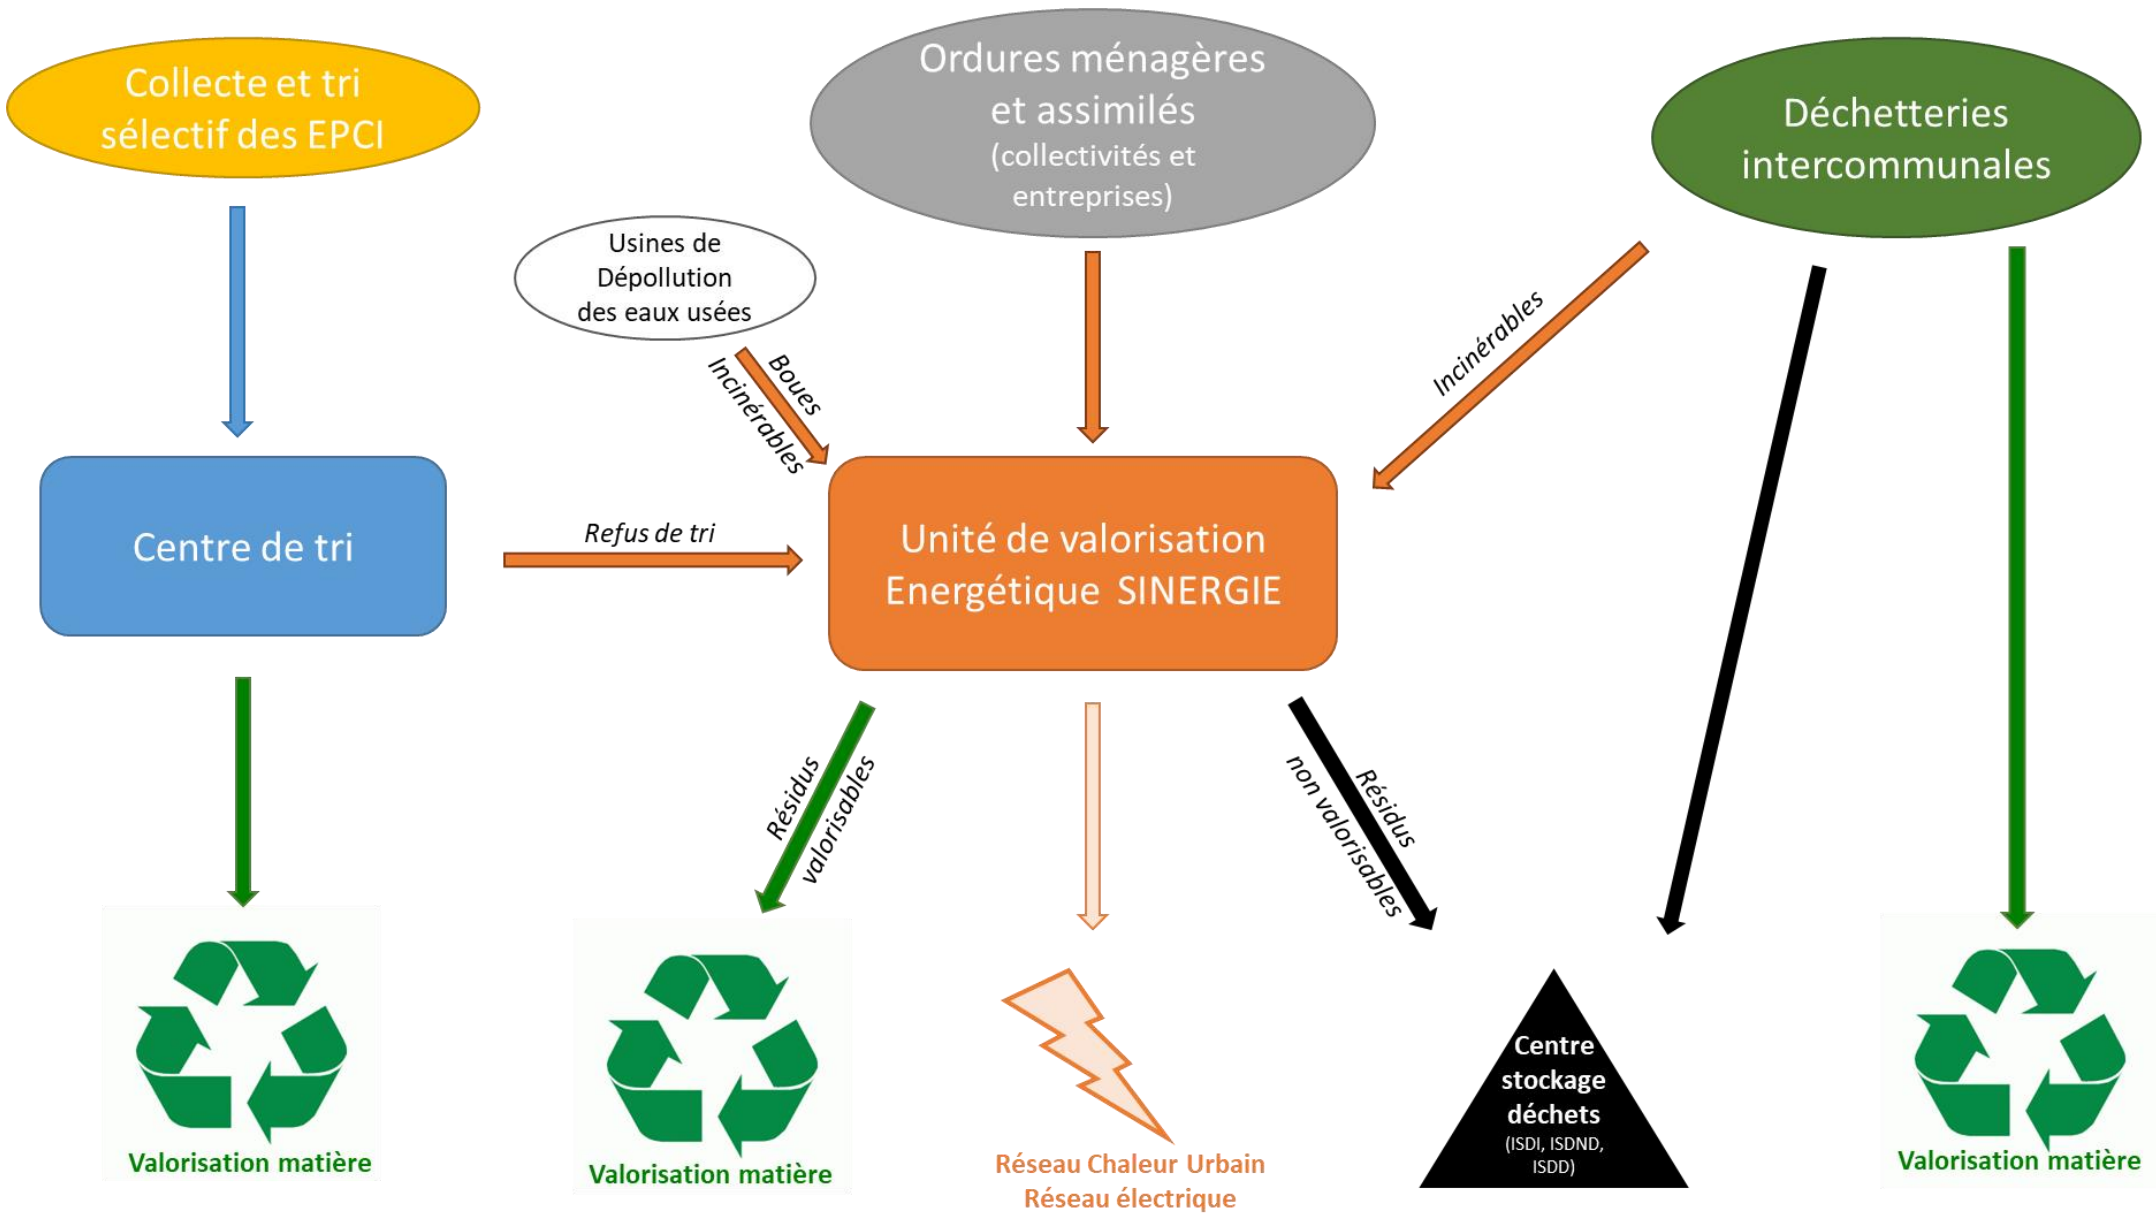 Collecte et tri
sélectif des EPCI
Ordures ménagères
et assimilés
(collectivités et
entreprises)
Déchetteries
intercommunales
Usines de
Dépollution
des eaux usées
Boues
Incinérables
Incinérables
Centre de tri
Refus de tri
Unité de valorisation
Energétique SINERGIE
Résidus
valorisables
Résidus
non valorisables
Valorisation matière
Valorisation matière
Réseau Chaleur Urbain
Réseau électrique
Centre
stockage
déchets
(ISDI, ISDND,
ISDD)
Valorisation matière